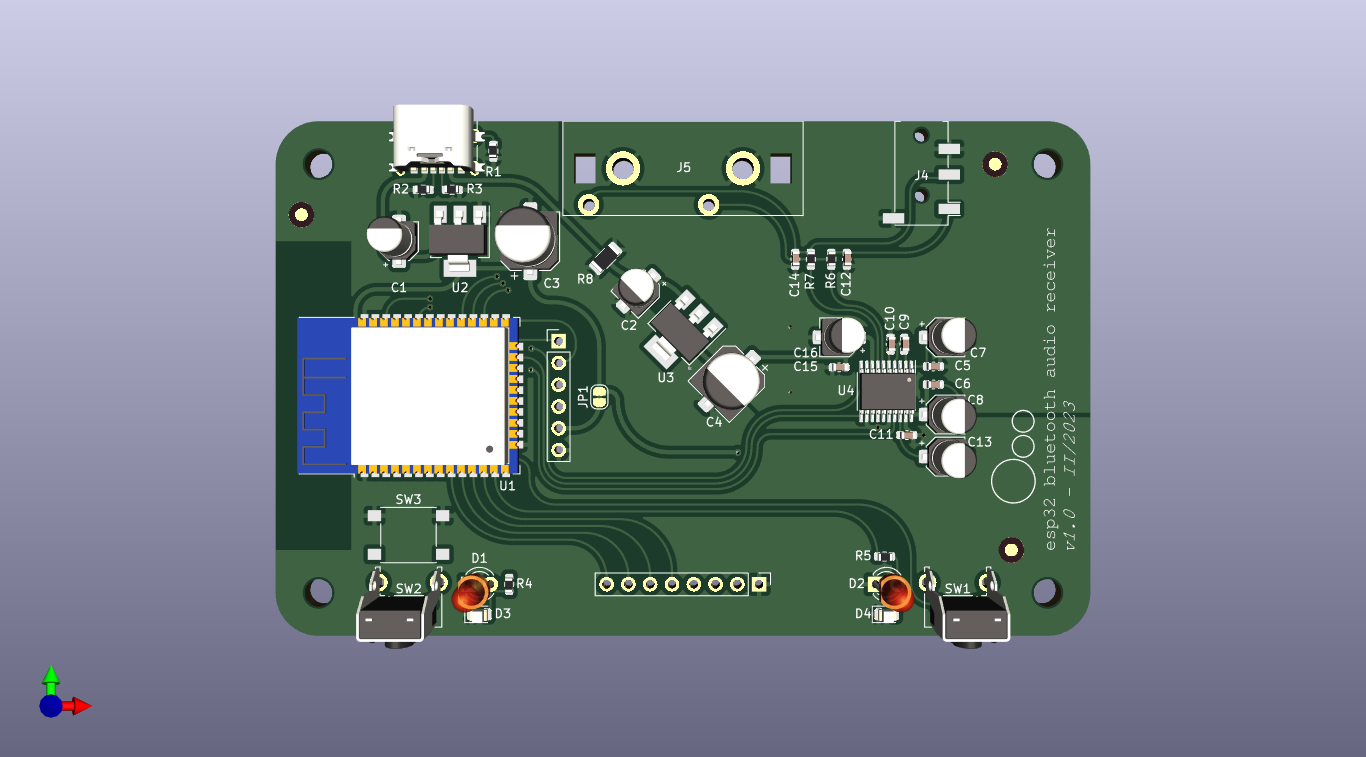 J5
R1
J4
R2
R3
C1
U2
C3
R8
C14
R7
R6
C12
C2
C10
C9
C16
C7
U3
C15
C5
U4
C6
JP1
C8
C4
C11
C13
U1
SW3
esp32 bluetooth audio receiver
v1.0 - II/2023
D1
R5
R4
D2
SW2
SW1
D3
D4